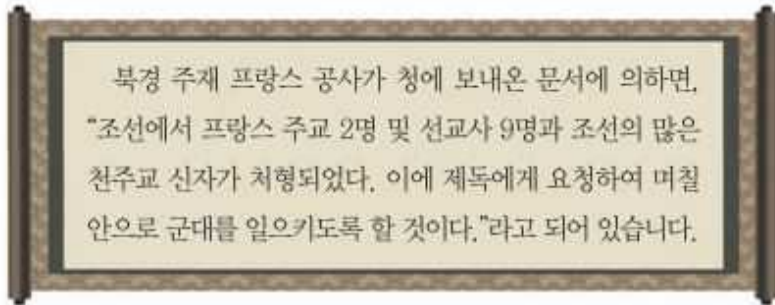 북경 주재 프랑스 공사가 청에 보내온 문서에 의하면,
“조선에서 프랑스 주교 2명 및 선교사 9명과 조선의 많은
천주교 신자가 처형되었다. 이에 제독에게 요청하여 며칠
안으로 군대를 일으키도록 할 것이다.”라고 되어 있습니다.